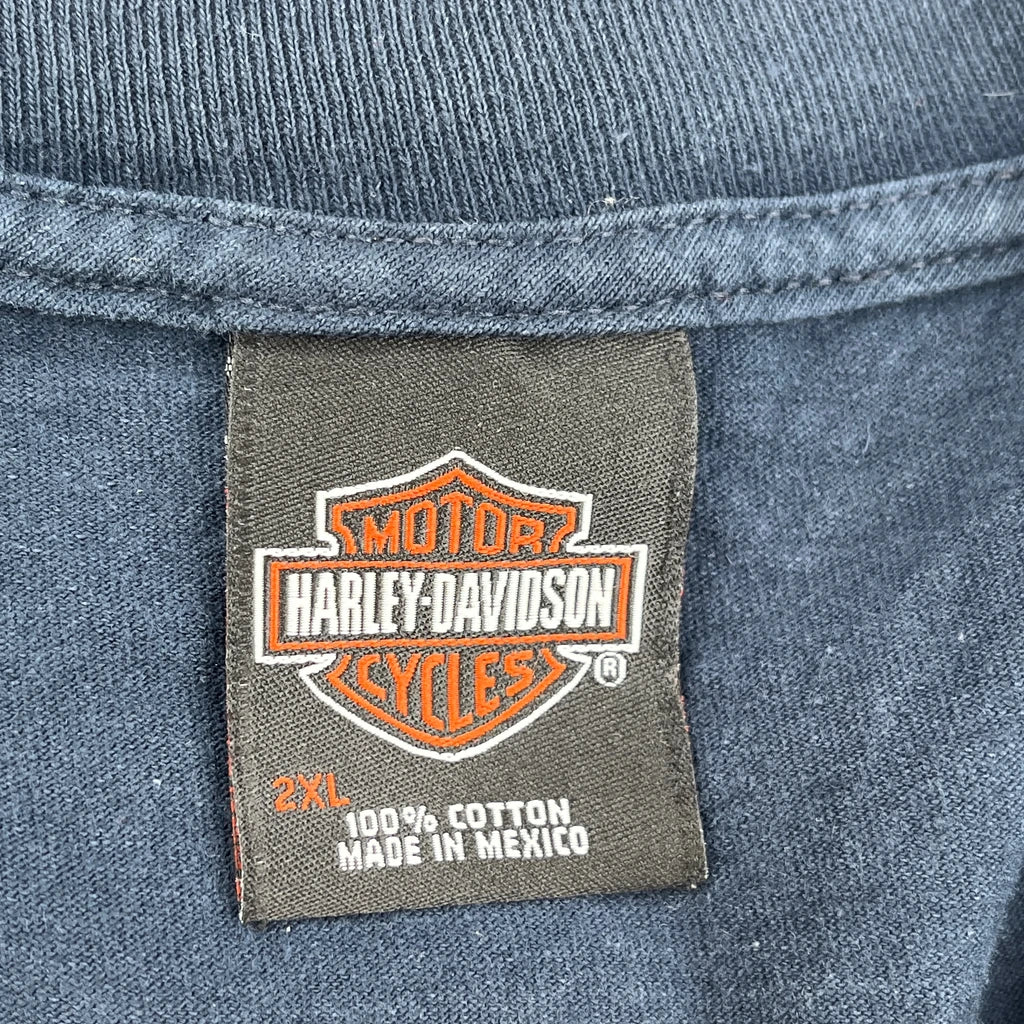 MOTOR
HARLEY-DAVIDSON
CYCLES
®
2XL
100% COTTON
MADE IN MEXICO